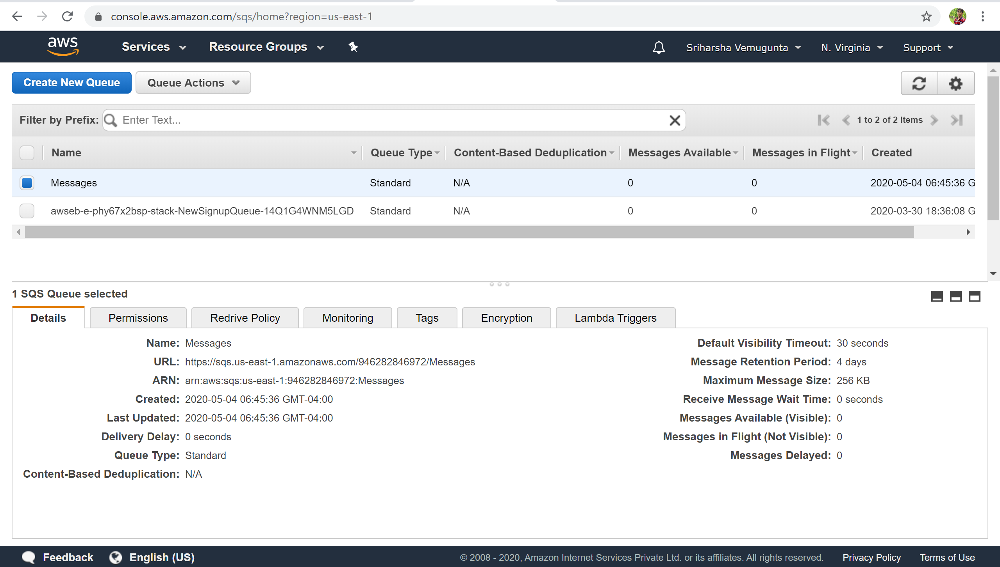 console.aws.amazon.com/sqs/home?region=us-east-1
aws Services Resource Groups Sriharsha Vemugunta N. Virginia Support
Create New Queue Queue Actions
Filter by Prefix: Enter Text... 1 to 2 of 2 items
Name Queue Type Content-Based Deduplication Messages Available Messages in Flight Created
Messages Standard N/A 0 0 2020-05-04 06:45:36 G
awseb-e-phy67x2bsp-stack-NewSignupQueue-14Q1G4WNM5LGD Standard N/A 0 0 2020-03-30 18:36:08 G
1 SQS Queue selected
Details Permissions Redrive Policy Monitoring Tags Encryption Lambda Triggers
Name: Messages
URL: https://sqs.us-east-1.amazonaws.com/946282846972/Messages
ARN: arn:aws:sqs:us-east-1:946282846972:Messages
Created: 2020-05-04 06:45:36 GMT-04:00
Last Updated: 2020-05-04 06:45:36 GMT-04:00
Delivery Delay: 0 seconds
Queue Type: Standard
Content-Based Deduplication: N/A
Default Visibility Timeout: 30 seconds
Message Retention Period: 4 days
Maximum Message Size: 256 KB
Receive Message Wait Time: 0 seconds
Messages Available (Visible): 0
Messages in Flight (Not Visible): 0
Messages Delayed: 0
Feedback English (US) © 2008 - 2020, Amazon Internet Services Private Ltd. or its affiliates. All rights reserved. Privacy Policy Terms of Use